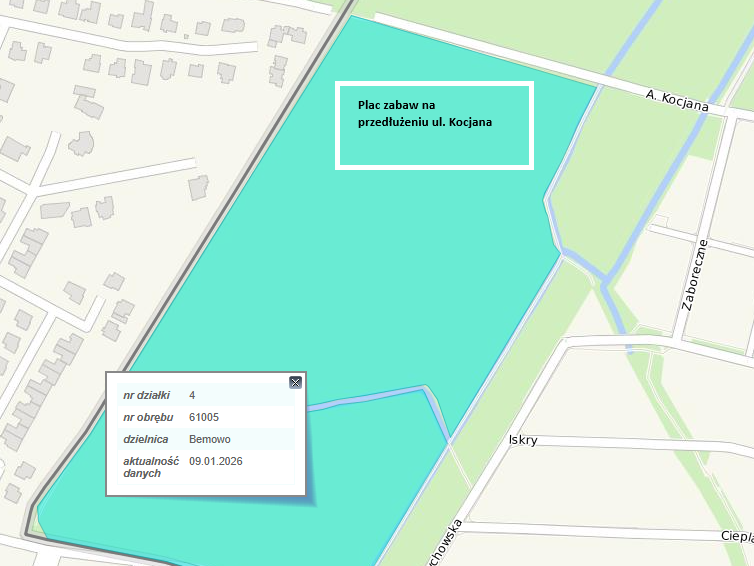 Plac zabaw na
przedłużeniu ul. Kocjana
A. Kocjana
Zaboreczne
nr działki 4
nr obrębu 61005
dzielnica Bemowo
aktualność 09.01.2026
danych
Iskry
ychowska
Ciepla